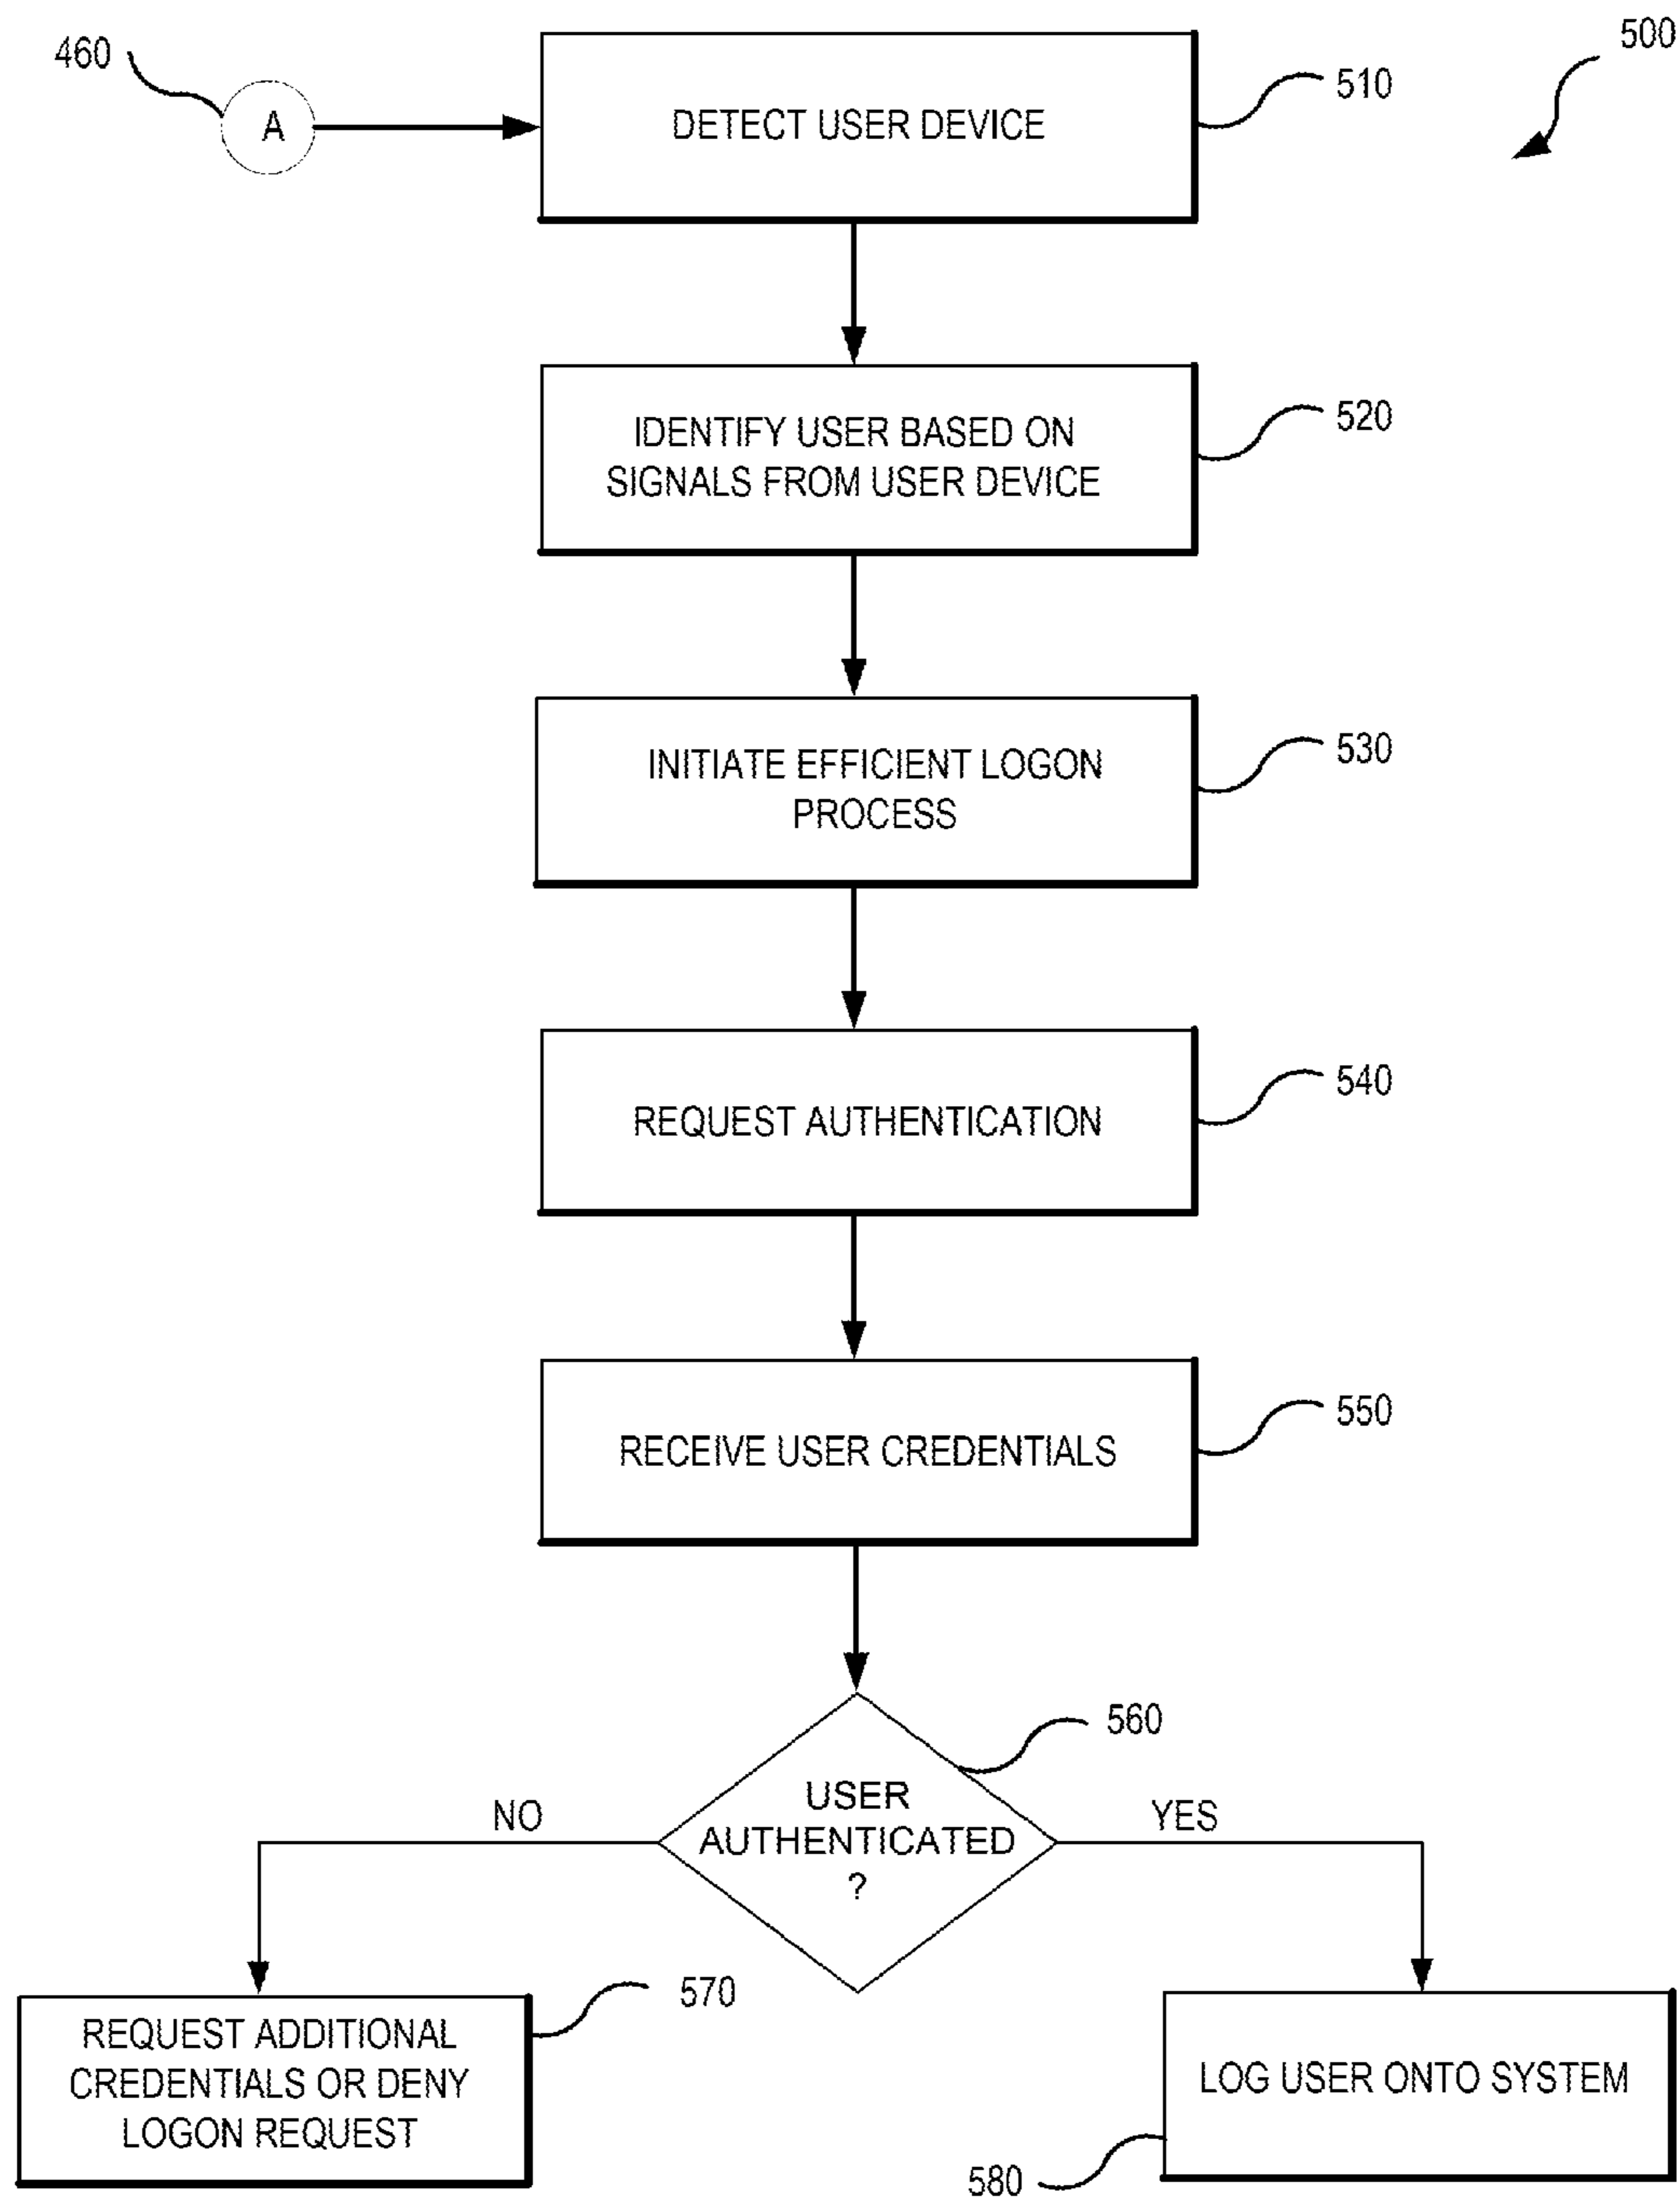 500
460
A
DETECT USER DEVICE
510
IDENTIFY USER BASED ON
SIGNALS FROM USER DEVICE
520
INITIATE EFFICIENT LOGON
PROCESS
530
REQUEST AUTHENTICATION
540
RECEIVE USER CREDENTIALS
550
560
USER
AUTHENTICATED
?
NO
YES
REQUEST ADDITIONAL
CREDENTIALS OR DENY
LOGON REQUEST
570
LOG USER ONTO SYSTEM
580